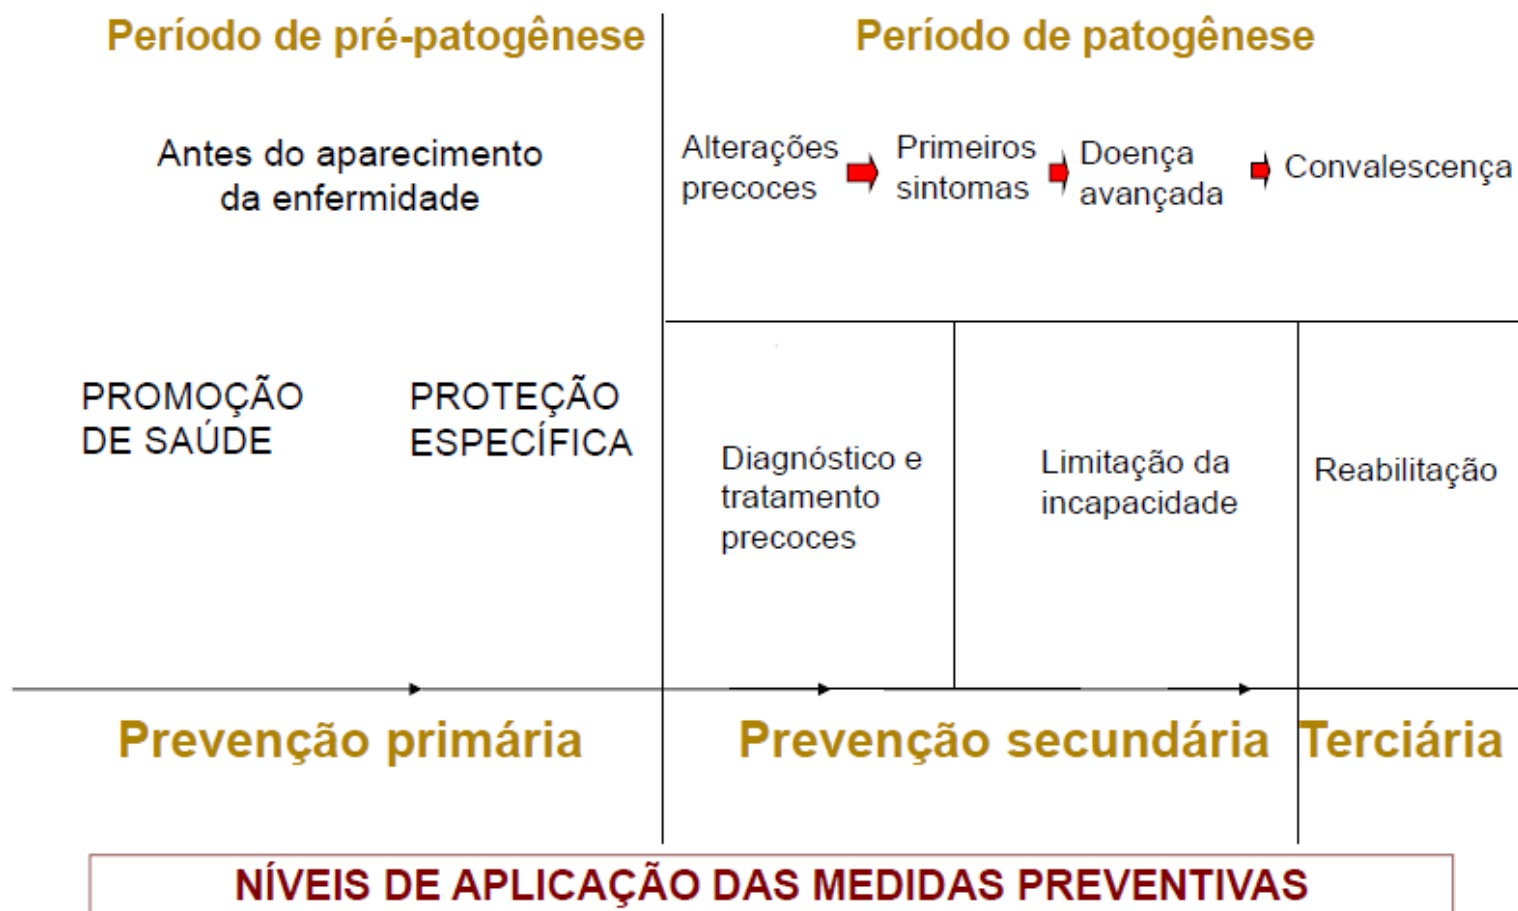 Período de pré-patogênese
Período de patogênese
Antes do aparecimento
da enfermidade
Alterações
precoces
Primeiros
sintomas
Doença
avançada
Convalescença
PROMOÇÃO
DE SAÚDE
PROTEÇÃO
ESPECÍFICA
Diagnóstico e
tratamento
precoces
Limitação da
incapacidade
Reabilitação
Prevenção primária
Prevenção secundária
Terciária
NÍVEIS DE APLICAÇÃO DAS MEDIDAS PREVENTIVAS